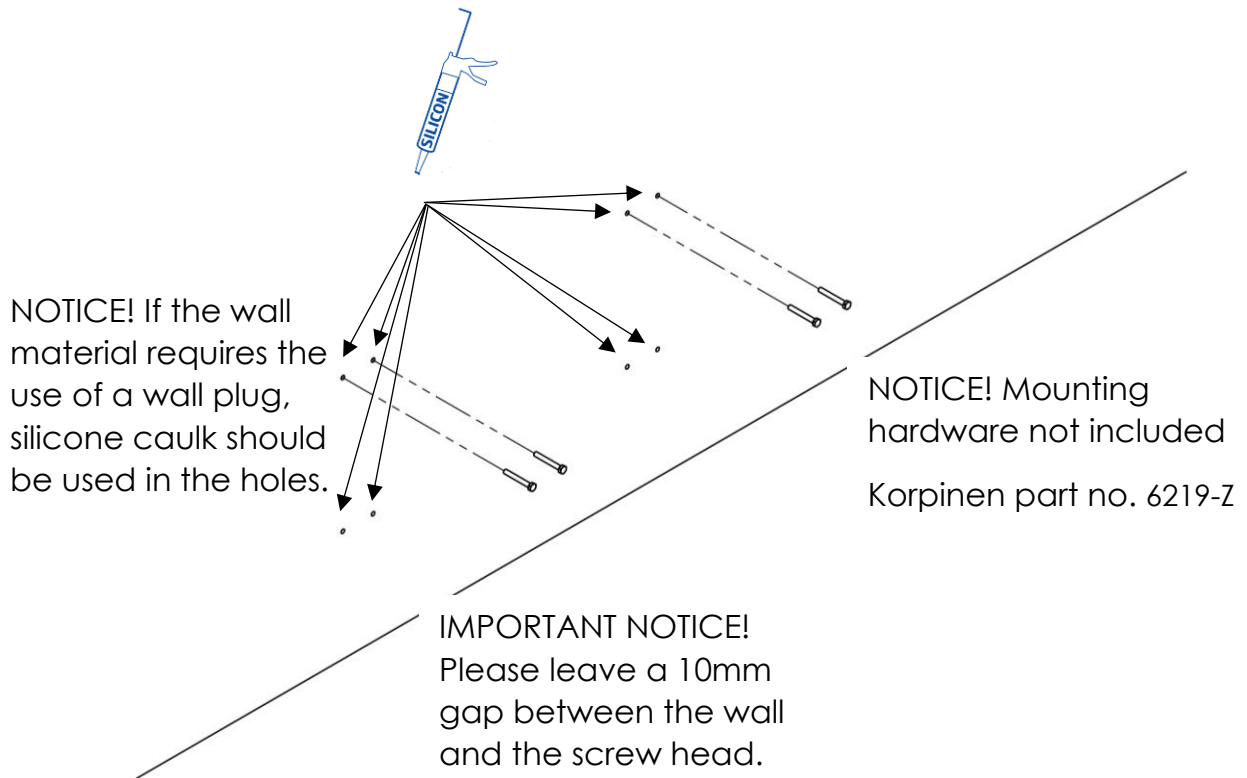 SILICON
NOTICE! If the wall
material requires the
use of a wall plug,
silicone caulk should
be used in the holes.
NOTICE! Mounting
hardware not included
Korpinen part no. 6219-Z
IMPORTANT NOTICE!
Please leave a 10mm
gap between the wall
and the screw head.